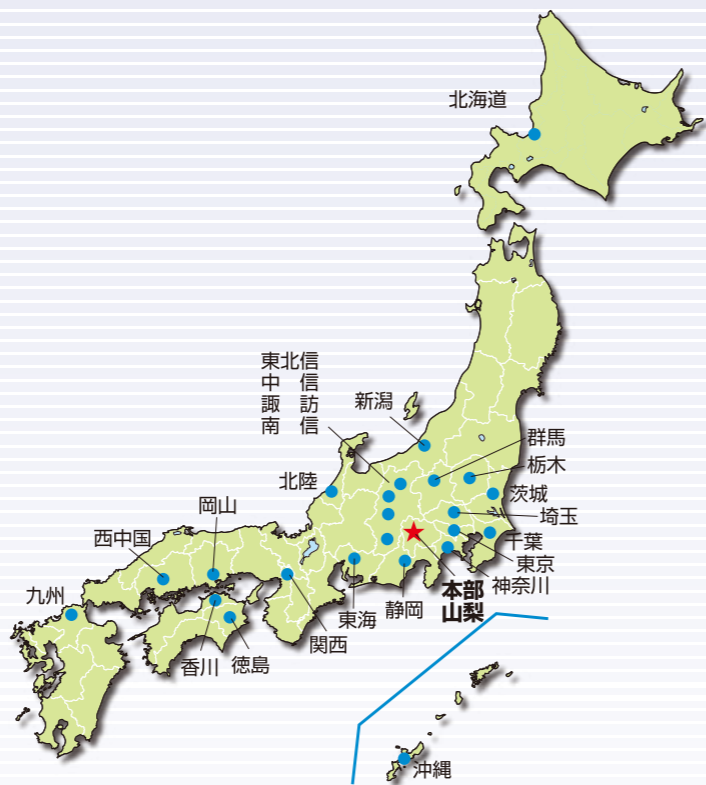 北海道
東北信
中 信
諏 訪
南 信
新潟
群馬
栃木
北陸
茨城
岡山
埼玉
西中国
千葉
東京
九州
本部
山梨
神奈川
東海
静岡
関西
香川
徳島
沖縄